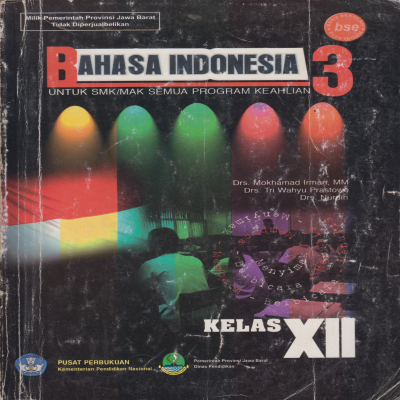 Milik Pemerintah Provinsi Jawa Barat
Tidak Diperjualbelikan
bse
BAHASA INDONESIA 3
UNTUK SMK/MAK SEMUA PROGRAM KEAHLIAN
Drs. Mokhamad Irman, MM
Drs. Tri Wahyu Prastowo
Drs. Nurdin
KELAS XII
PUSAT PERBUKUAN
Kementerian Pendidikan Nasional
Pemerintah Provinsi Jawa Barat
Dinas Pendidikan